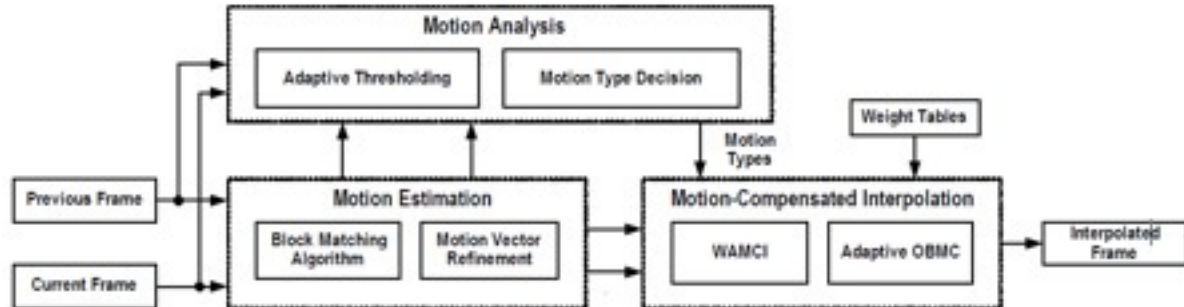 Motion Analysis
Adaptive Thresholding
Motion Type Decision
Weight Tables
Motion
Types
Previous Frame
Motion Estimation
Block Matching
Algorithm
Motion Vector
Refinement
Motion-Compensated Interpolation
WAMCI
Adaptive OBMC
Interpolated
Frame
Current Frame